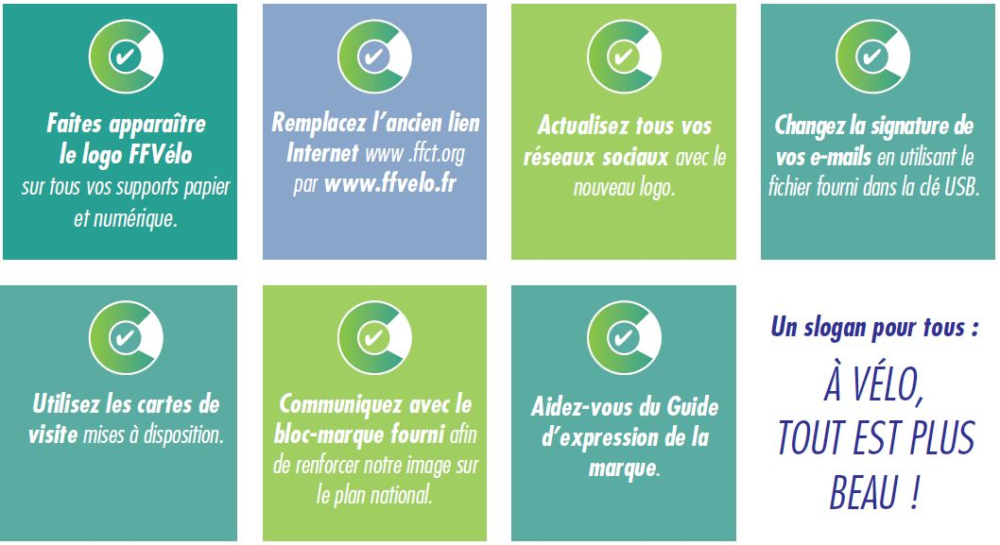 Faites apparaître
le logo FFVélo
sur tous vos supports papier
et numérique.
Remplacez l'ancien lien
Internet www .ffct.org
par www.ffvelo.fr
Actualisez tous vos
réseaux sociaux avec le
nouveau logo.
Changez la signature de
vos e-mails en utilisant le
fichier fourni dans la clé USB.
Utilisez les cartes de
visite mises à disposition.
Communiquez avec le
bloc-marque fourni afin
de renforcer notre image sur
le plan national.
Aidez-vous du Guide
d'expression de la
marque.
Un slogan pour tous :
À VÉLO,
TOUT EST PLUS
BEAU !